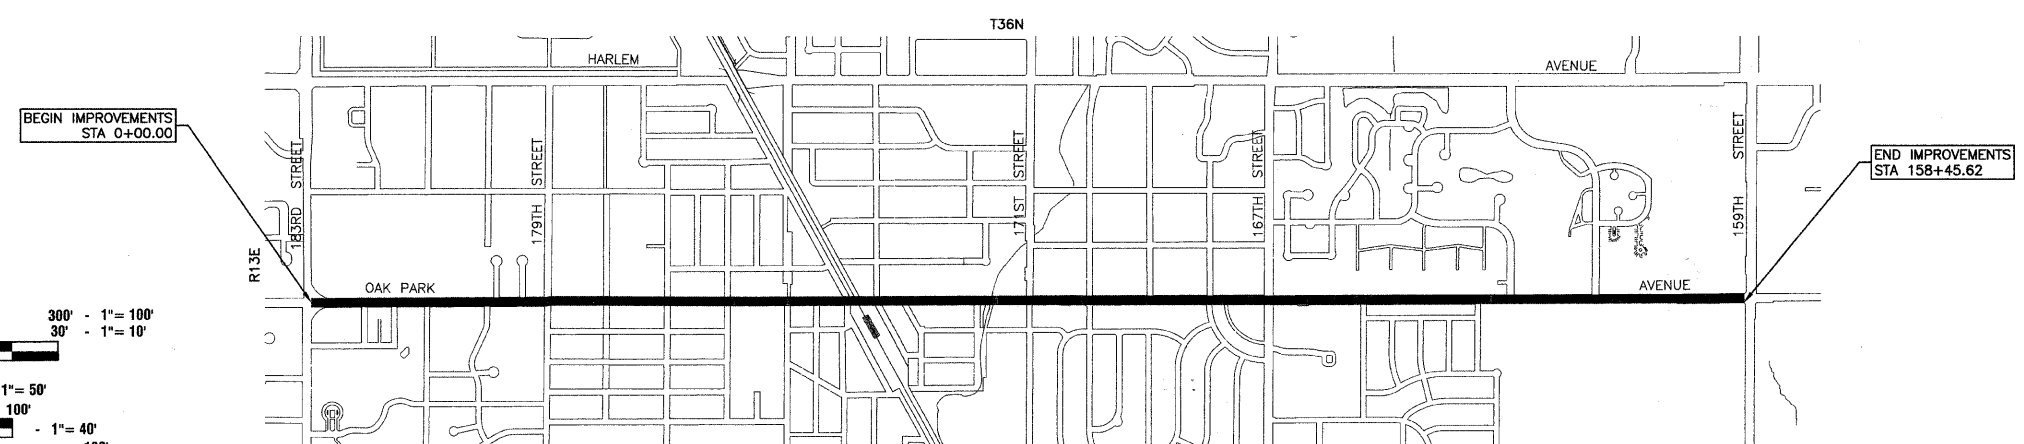 T36N
HARLEM
AVENUE
BEGIN IMPROVEMENTS
STA 0+00.00
183RD STREET
179TH STREET
171ST STREET
167TH STREET
159TH STREET
END IMPROVEMENTS
STA 158+45.62
R13E
OAK PARK
AVENUE
300' - 1"= 100'
30' - 1"= 10'
1"= 50'
100'
- 1"= 40'